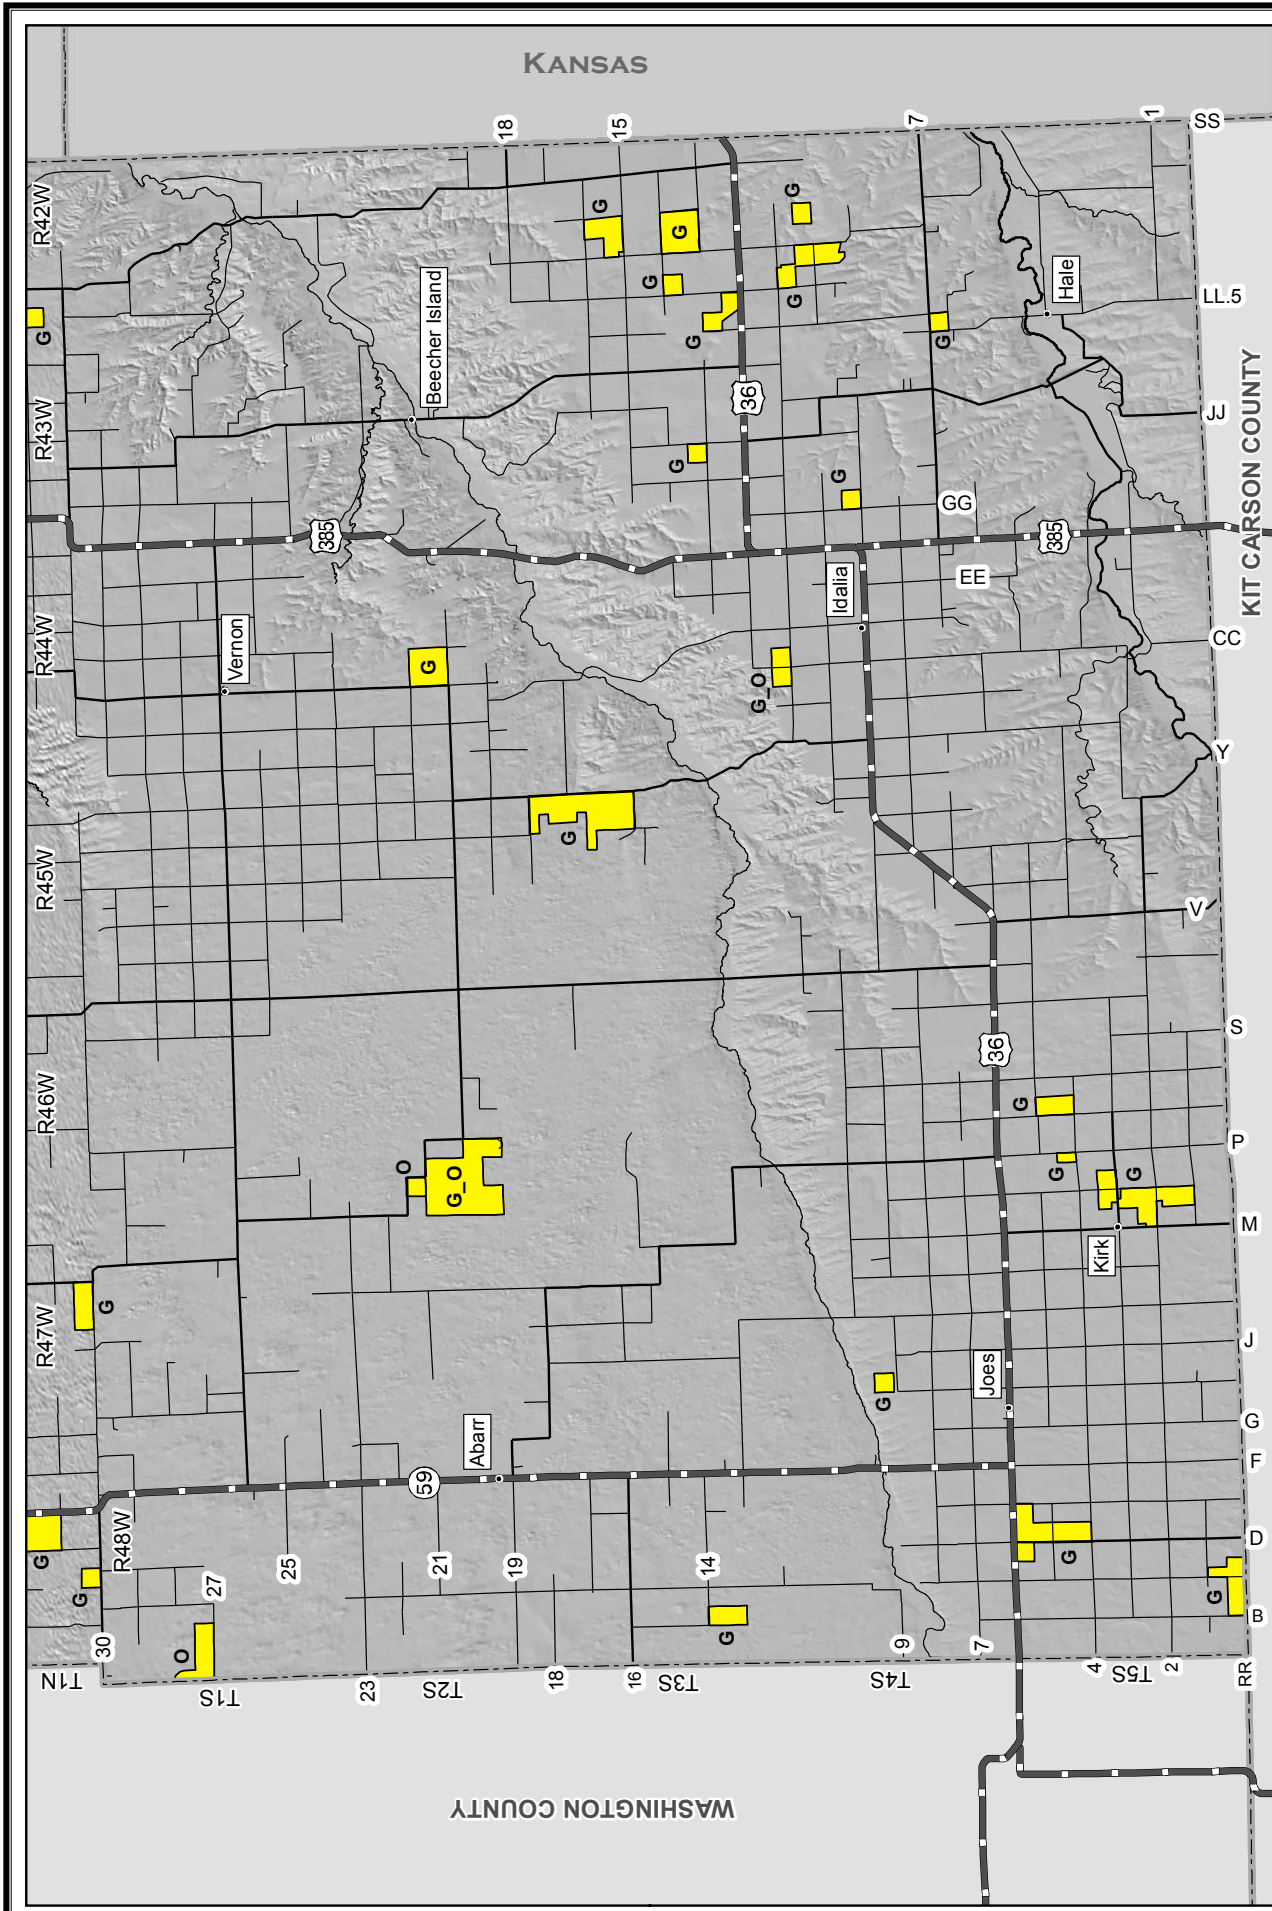 KANSAS
R42W
R43W
R44W
R45W
R46W
R47W
R48W
18
15
7
1
SS
G
G
G
G
G
G
G
G
LL.5
Hale
Beecher Island
36
JJ
KIT CARSON COUNTY
G
G
GG
385
385
EE
Idalia
Vernon
CC
G
G_O
Y
G
V
S
36
P
G
G
G
O
G_O
M
Kirk
G
J
Joes
G
Abarr
G
F
59
D
G
G
G
27
25
21
19
14
G
B
O
G
30
T1N
T1S
23
T2S
18
16
T3S
T4S
9
7
4
T5S
2
RR
WASHINGTON COUNTY